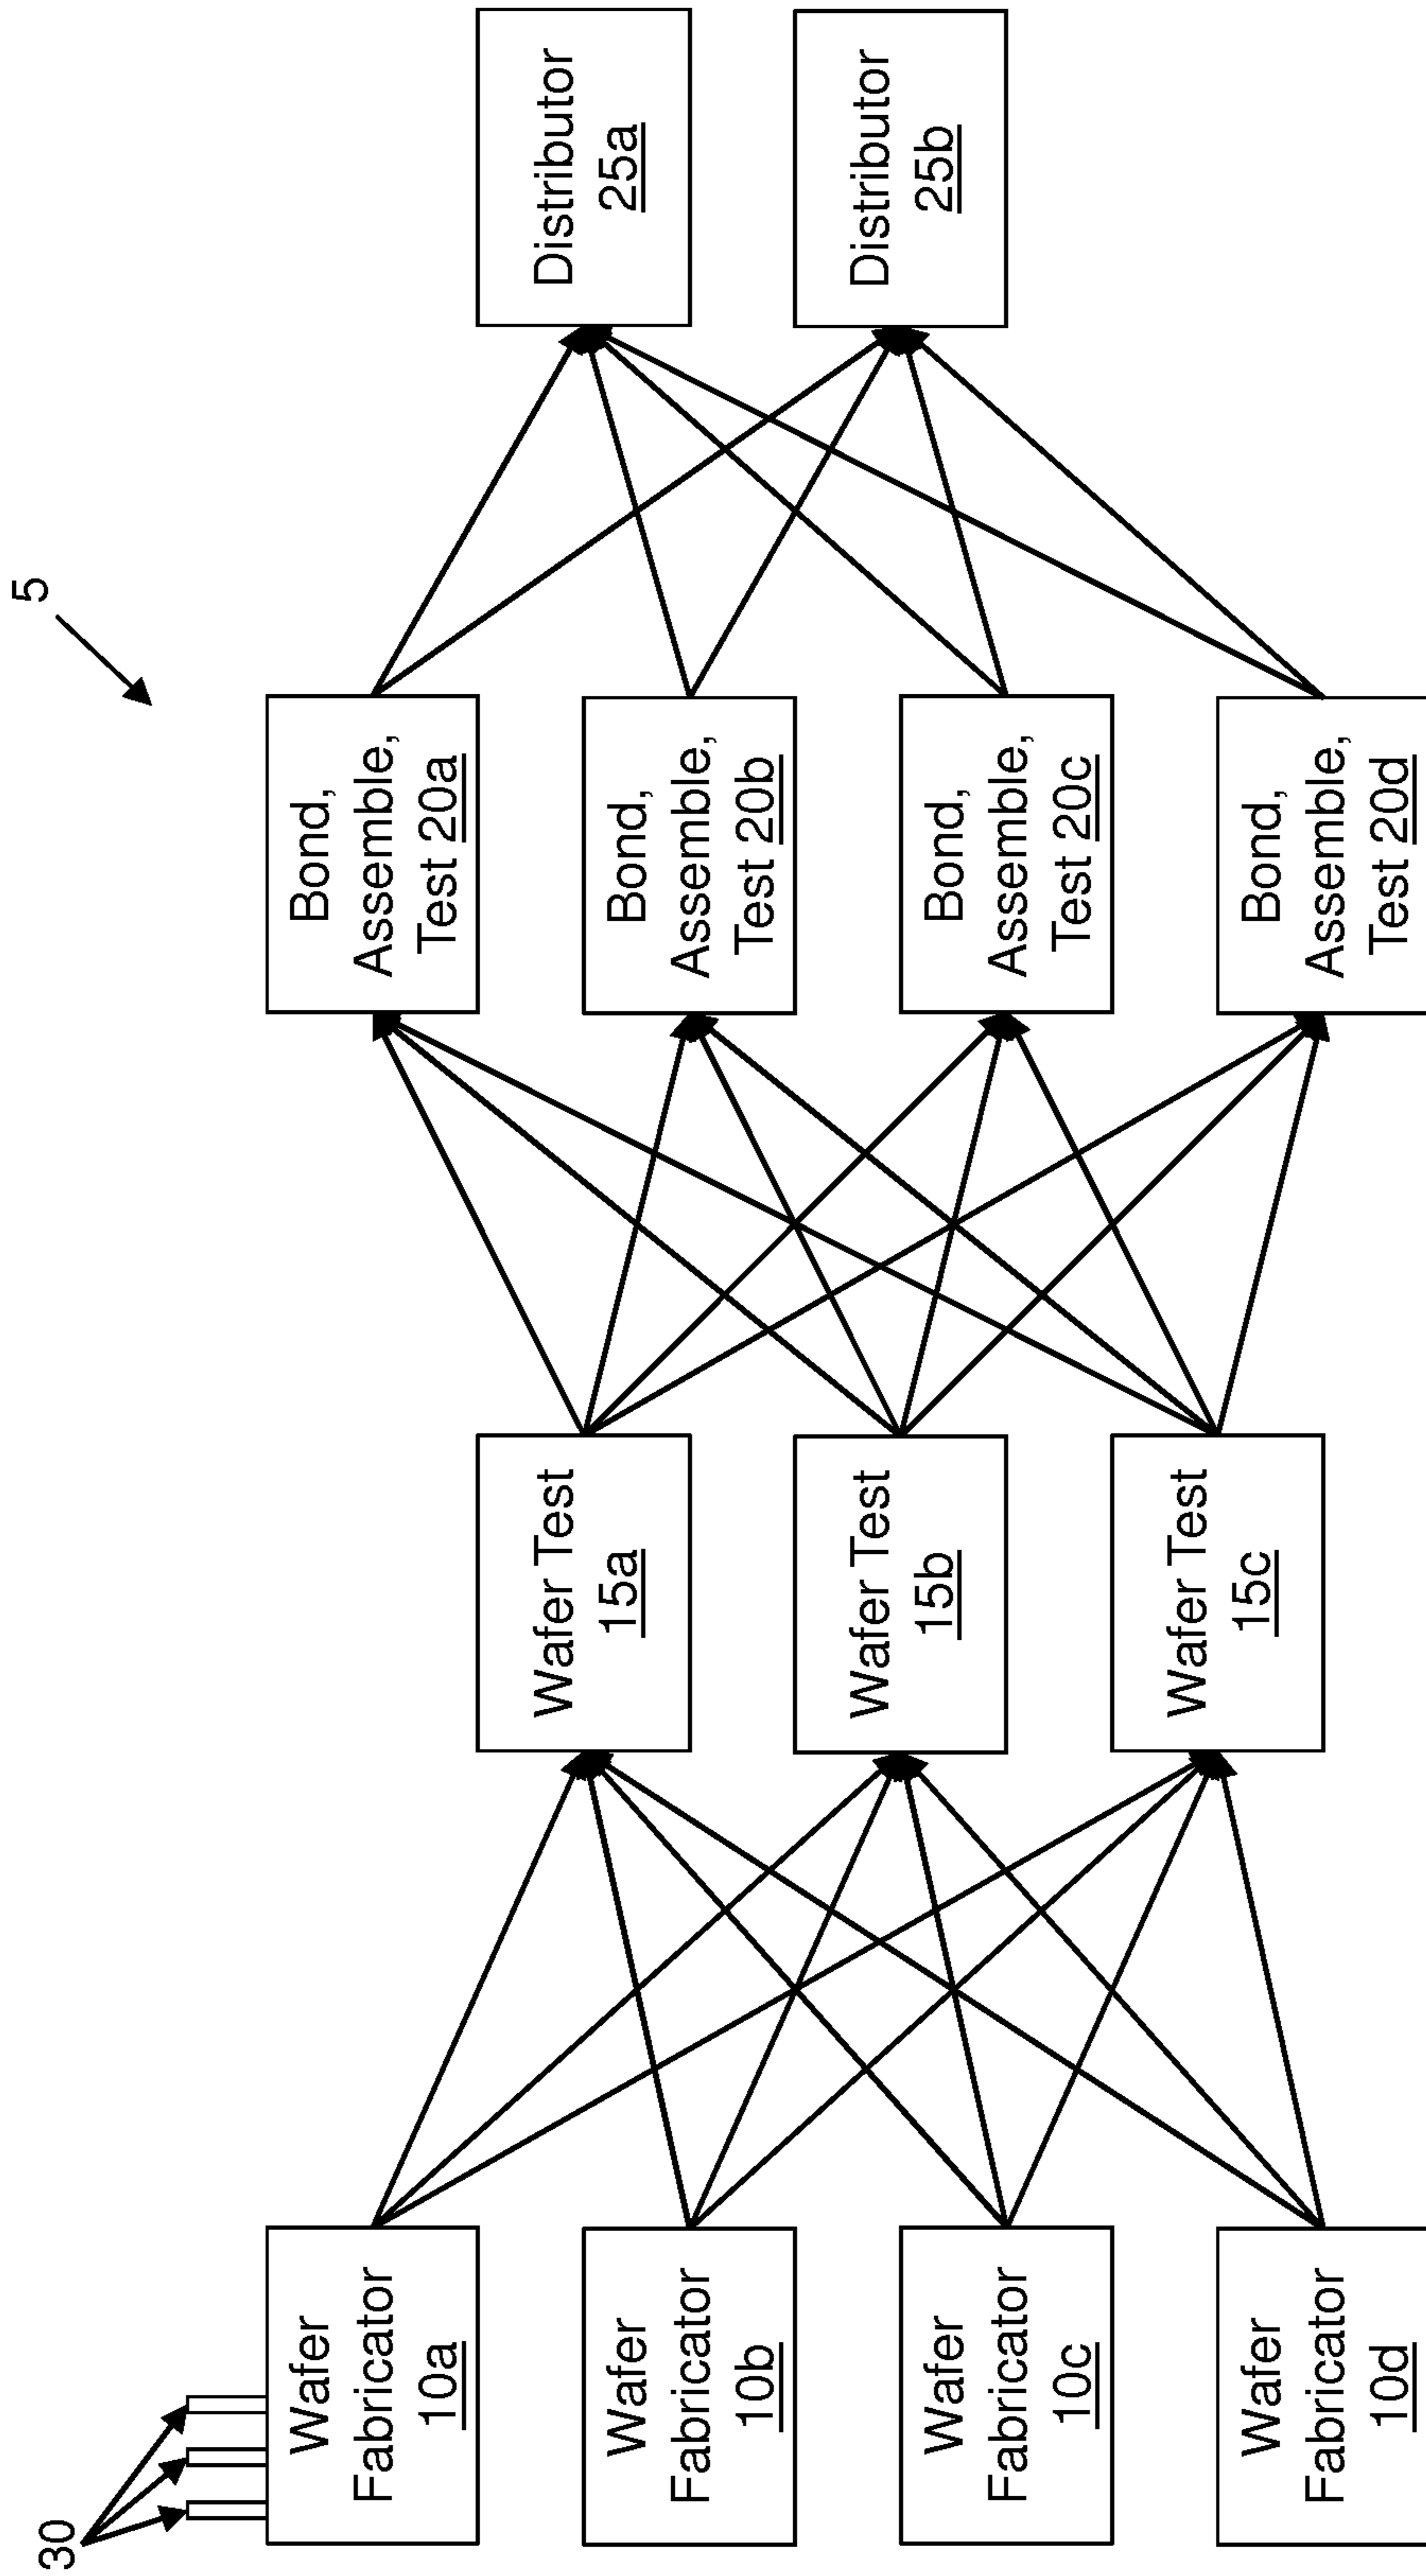 5
30
Wafer
Fabricator
10a
Wafer
Fabricator
10b
Wafer
Fabricator
10c
Wafer
Fabricator
10d
Wafer Test
15a
Wafer Test
15b
Wafer Test
15c
Bond,
Assemble,
Test 20a
Bond,
Assemble,
Test 20b
Bond,
Assemble,
Test 20c
Bond,
Assemble,
Test 20d
Distributor
25a
Distributor
25b